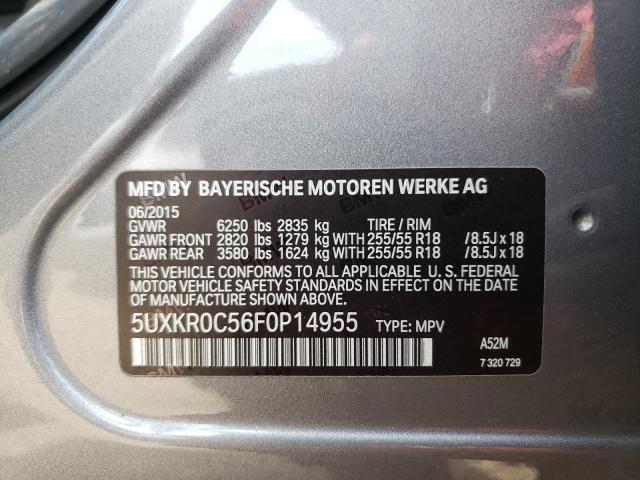 MFD BY BAYERISCHE MOTOREN WERKE AG
06/2015
GVWR 6250 lbs 2835 kg TIRE / RIM
GAWR FRONT 2820 lbs 1279 kg WITH 255/55 R18 /8.5J x 18
GAWR REAR 3580 lbs 1624 kg WITH 255/55 R18 /8.5J x 18
THIS VEHICLE CONFORMS TO ALL APPLICABLE U. S. FEDERAL
MOTOR VEHICLE SAFETY STANDARDS IN EFFECT ON THE DATE
OF MANUFACTURE SHOWN ABOVE.
5UXKR0C56F0P14955 TYPE: MPV
A52M
7 320 729